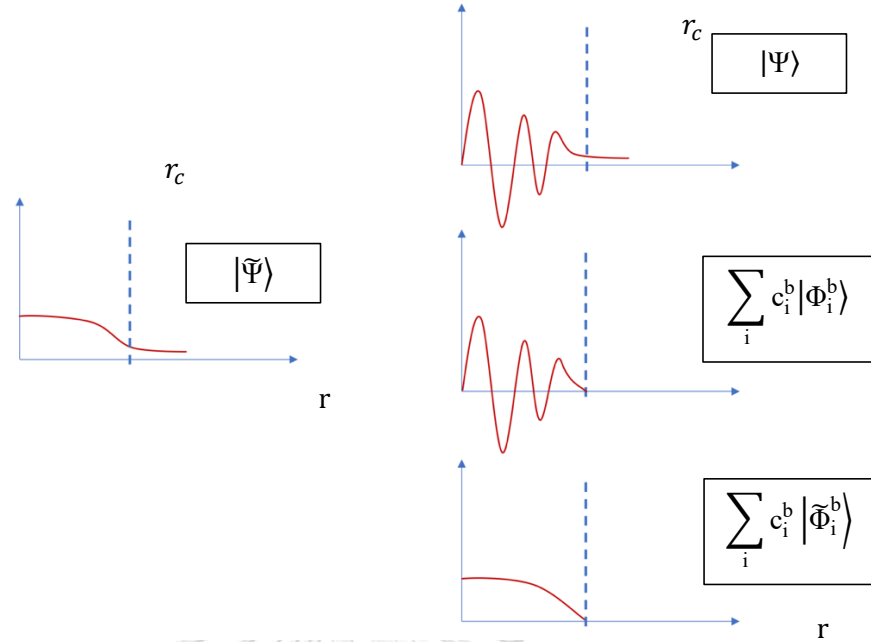 r_c
|Ψ̃⟩
r
r_c
|Ψ⟩
∑_i c_i^b |Φ_i^b⟩
∑_i c_i^b |Φ̃_i^b⟩
r